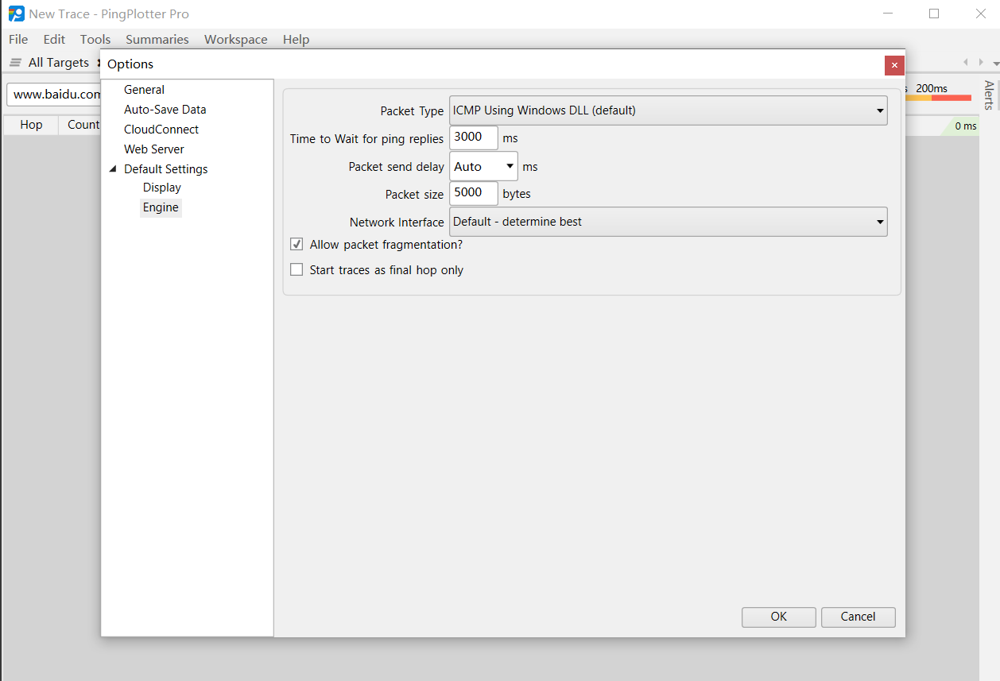 New Trace - PingPlotter Pro
File Edit Tools Summaries Workspace Help
All Targets
Options
www.baidu.com
200ms
Alerts
Hop Count
0 ms
General
Auto-Save Data
CloudConnect
Web Server
Default Settings
Display
Engine
Packet Type ICMP Using Windows DLL (default)
Time to Wait for ping replies 3000 ms
Packet send delay Auto ms
Packet size 5000 bytes
Network Interface Default - determine best
Allow packet fragmentation?
Start traces as final hop only
OK Cancel